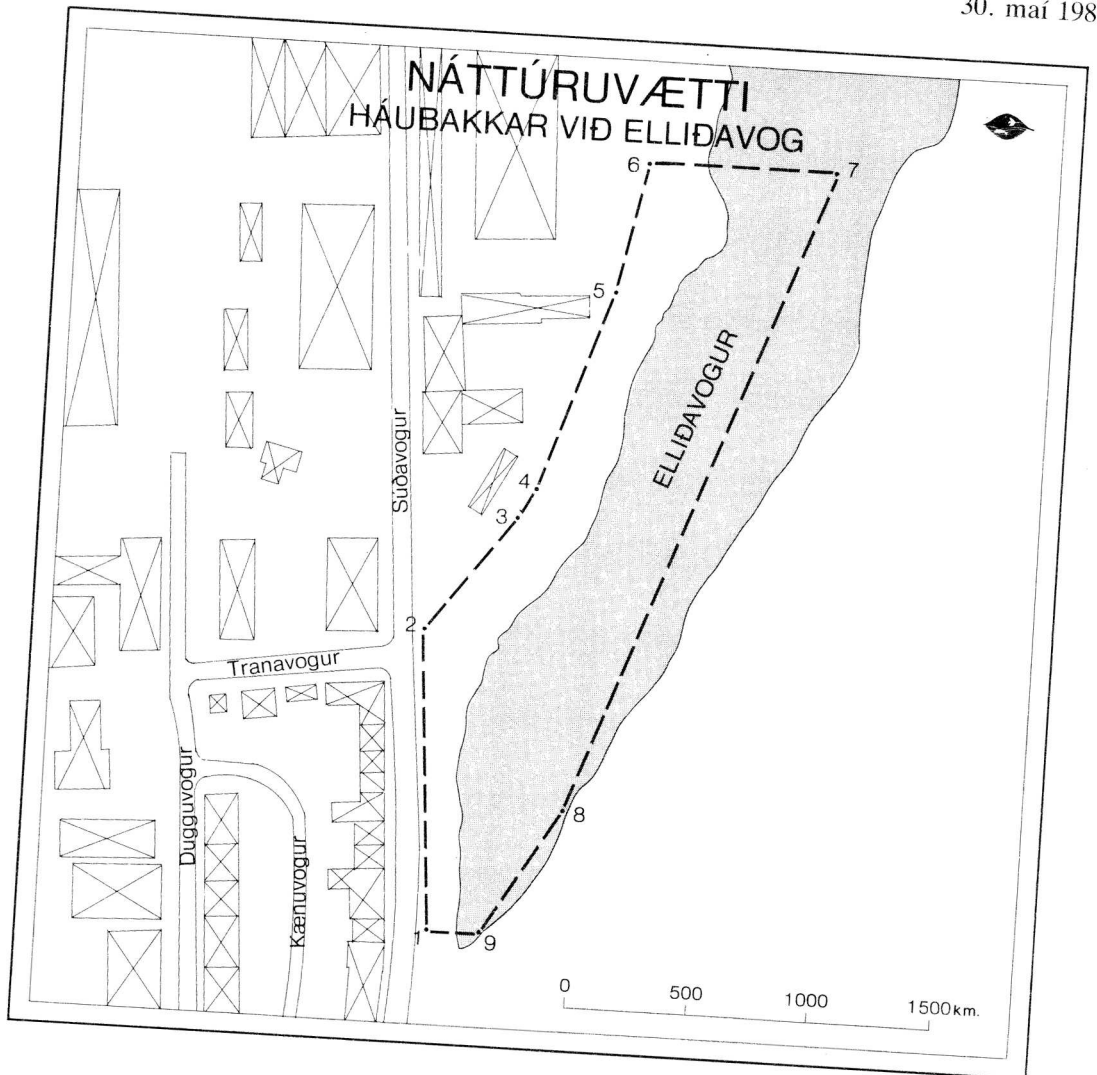 30. maí 198
NÁTTÚRUVÆTTI
HÁUBAKKAR VIÐ ELLIÐAVOG
6
7
5
ELLIÐAVOGUR
Súðavogur
4
3
2
Tranavogur
Dugguvogur
Kænuvogur
8
1
9
0 500 1000 1500 km.